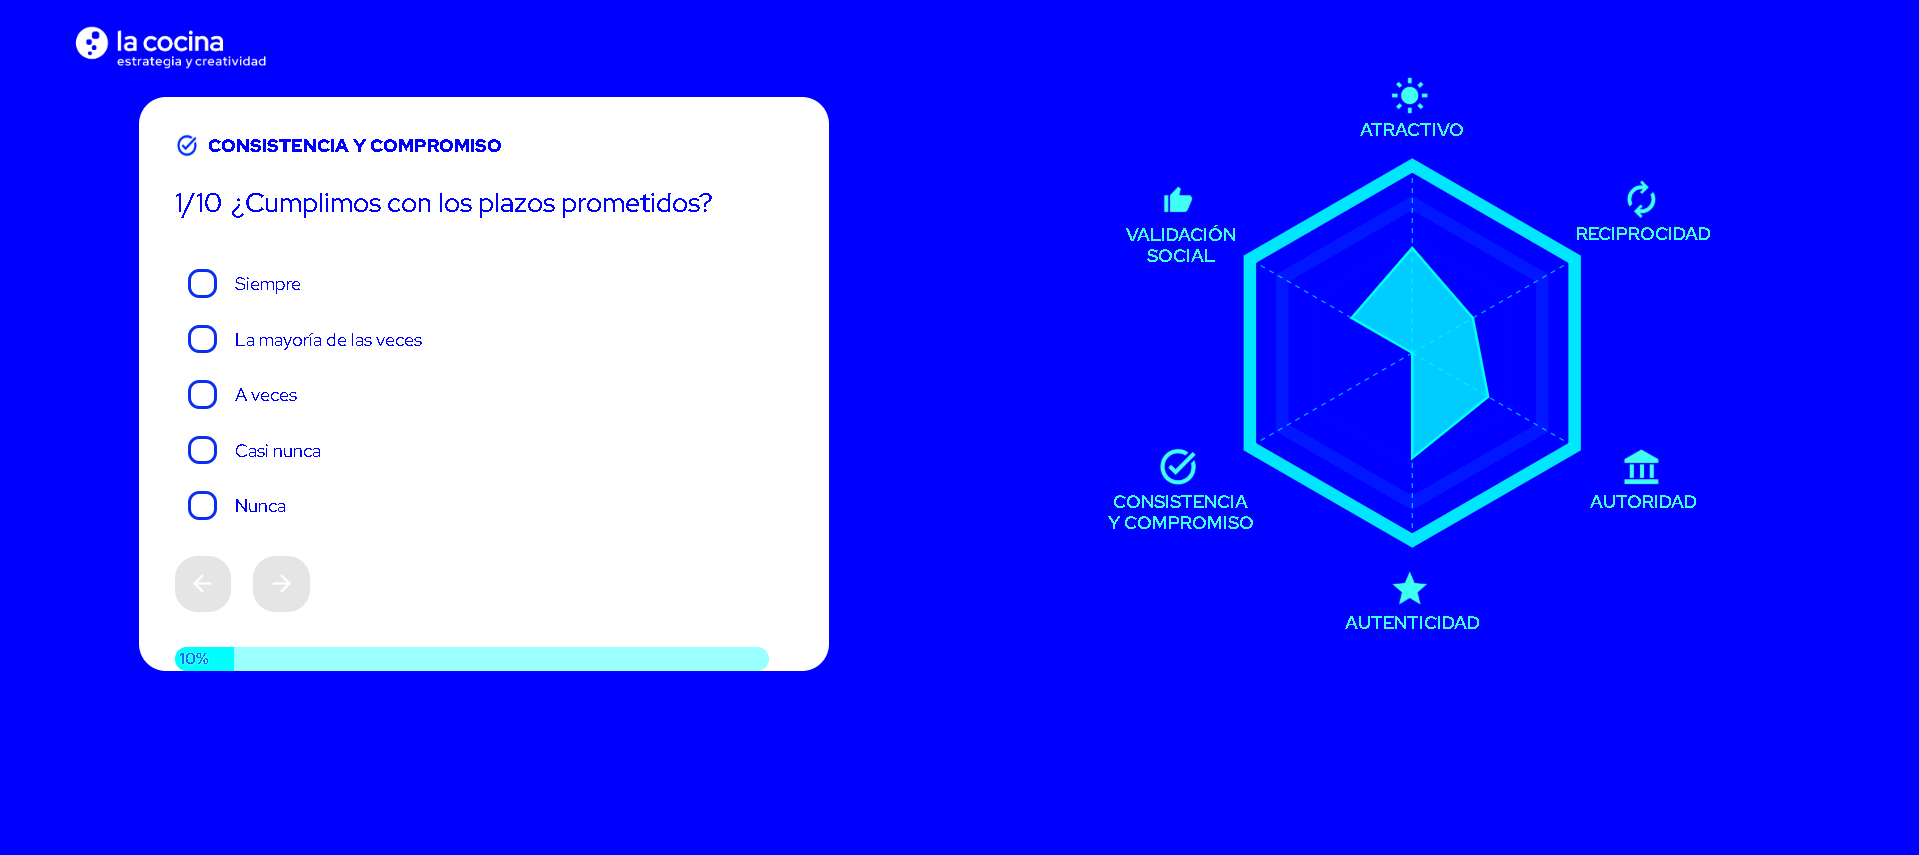 la cocina
estrategia y creatividad
CONSISTENCIA Y COMPROMISO
1/10 ¿Cumplimos con los plazos prometidos?
Siempre
La mayoría de las veces
A veces
Casi nunca
Nunca
10%
ATRACTIVO
VALIDACIÓN
SOCIAL
RECIPROCIDAD
CONSISTENCIA
Y COMPROMISO
AUTORIDAD
AUTENTICIDAD